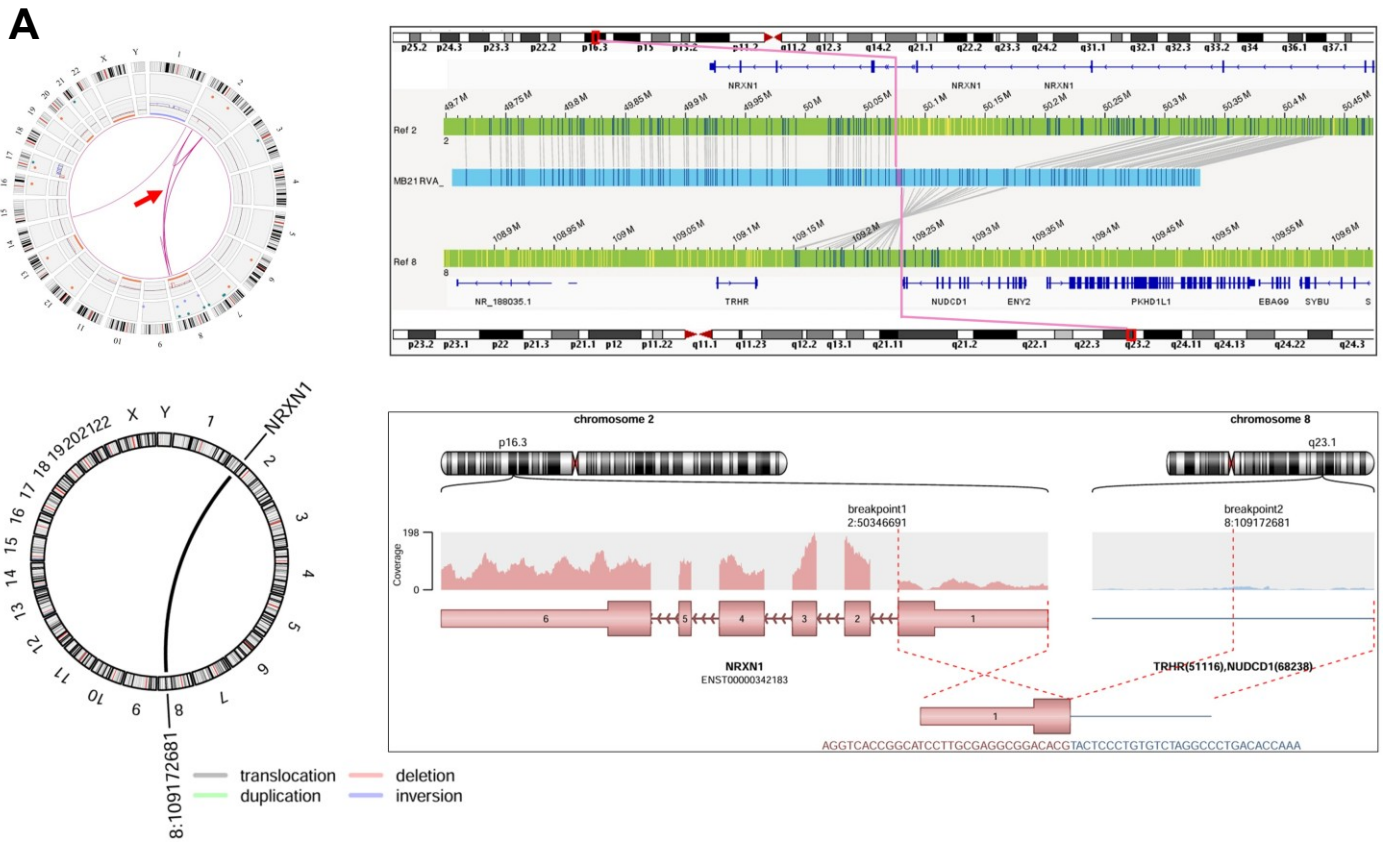 A
Y
1
2
3
4
5
6
7
8
9
10
11
12
13
14
15
16
17
18
19
20
21
22
X
p25.2 p24.3 p23.3 p22.2 p16.3 p15 p13.2 p11.2 q11.2 q12.3 q14.2 q21.1 q22.2 q23.3 q24.2 q31.1 q32.1 q32.3 q33.2 q34 q36.1 q37.1
NRXN1 NRXN1 NRXN1
49.7 M 49.75 M 49.8 M 49.85 M 49.9 M 49.95 M 50 M 50.05 M 50.1 M 50.15 M 50.2 M 50.25 M 50.3 M 50.35 M 50.4 M 50.45 M
Ref 2
2
MB21RVA_
108.9 M 108.95 M 109 M 109.05 M 109.1 M 109.15 M 109.2 M 109.25 M 109.3 M 109.35 M 109.4 M 109.45 M 109.5 M 109.55 M 109.6 M
Ref 8
8
NR_188035.1 TRHR NUDCD1 ENY2 PKHD1L1 EBAG9 SYBU S
p23.2 p23.1 p22 p21.3 p21.1 p12 p11.22 q11.1 q11.23 q12.2 q13.1 q21.11 q21.2 q22.1 q22.3 q23.2 q24.11 q24.13 q24.22 q24.3
NRXN1
X Y 1
2
3
4
5
6
7
8
9
10
11
12
13
14
15
16
17
18
19 20 21 22
8:109172681
translocation deletion
duplication inversion
chromosome 2 chromosome 8
p16.3 q23.1
breakpoint1 breakpoint2
2:50346691 8:109172681
198
Coverage
0
6 5 4 3 2 1
NRXN1 TRHR(51116),NUDCD1(68238)
ENST00000342183
1
AGGTCACCGGCATCCTTGCGAGGCGGACACGTACTCCCTGTGTCTAGGCCCTGACACCAAA